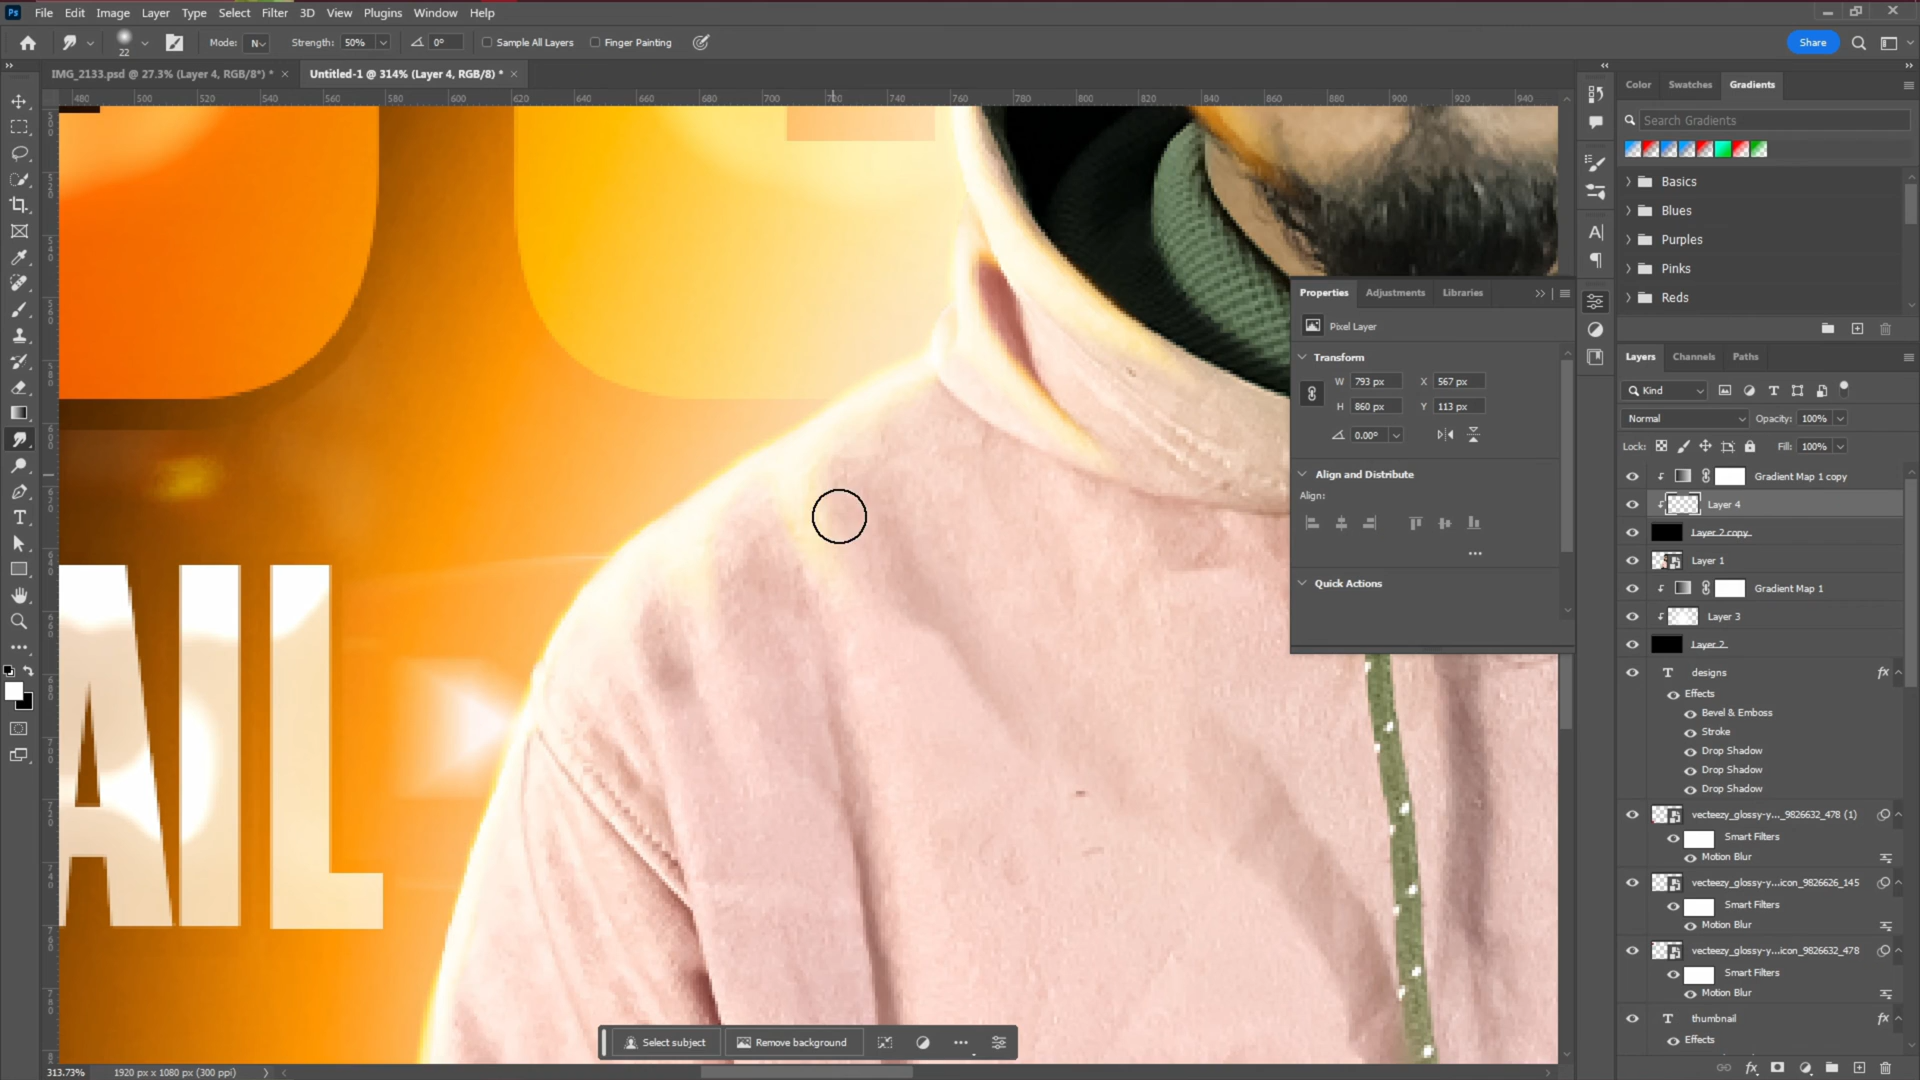 Ps File Edit Image Layer Type Select Filter 3D View Plugins Window Help
22 Mode: N Strength: 50% 0° Sample All Layers Finger Painting Share
IMG_2133.psd @ 27.3% (Layer 4, RGB/8*) * × Untitled-1 @ 314% (Layer 4, RGB/8) * ×
480 500 520 540 560 580 600 620 640 660 680 700 720 740 760 780 800 820 840 860 880 900 920 940
AIL
Select subject Remove background
313.73% 1920 px x 1080 px (300 ppi)
Properties Adjustments Libraries
Pixel Layer
Transform
W 793 px X 567 px
H 860 px Y 113 px
0.00°
Align and Distribute
Align:
Quick Actions
Color Swatches Gradients
Search Gradients
Basics
Blues
Purples
Pinks
Reds
Layers Channels Paths
Kind
Normal Opacity: 100%
Lock: Fill: 100%
Gradient Map 1 copy
Layer 4
Layer 2 copy
Layer 1
Gradient Map 1
Layer 3
Layer 2
T designs fx
Effects
Bevel & Emboss
Stroke
Drop Shadow
Drop Shadow
Drop Shadow
vecteezy_glossy-y..._9826632_478 (1)
Smart Filters
Motion Blur
vecteezy_glossy-y...icon_9826626_145
Smart Filters
Motion Blur
vecteezy_glossy-y...icon_9826632_478
Smart Filters
Motion Blur
T thumbnail fx
Effects